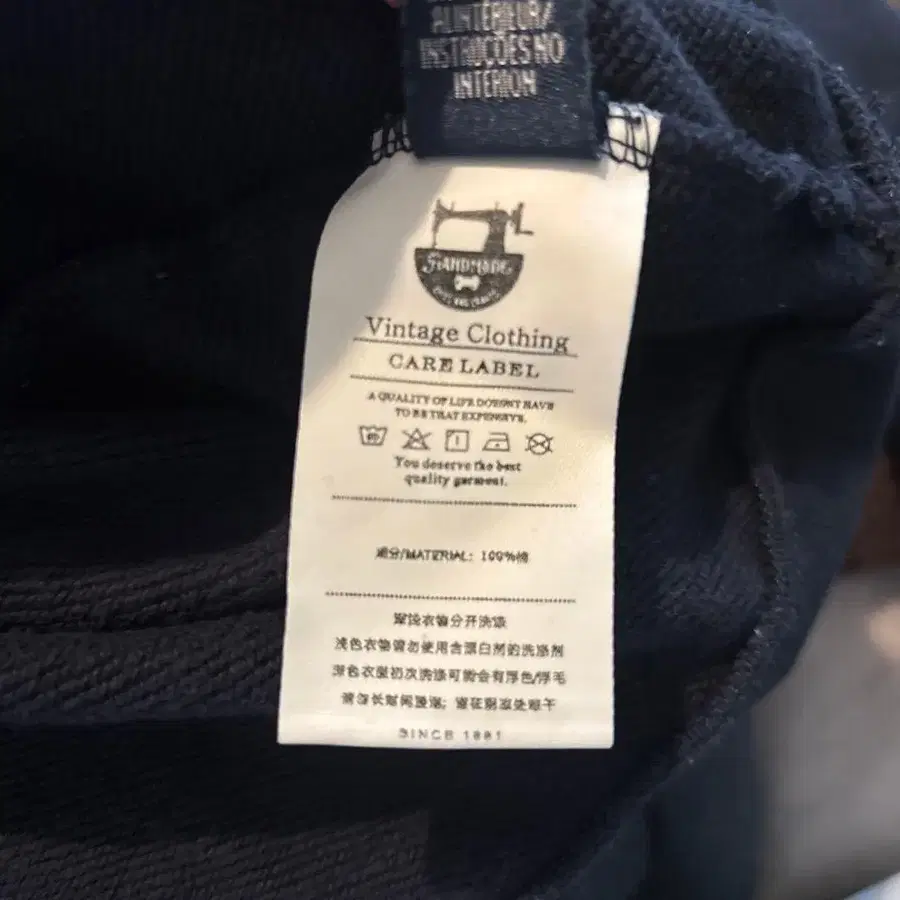 À L'INTÉRIEUR/
INSTRUÇÕES NO
INTERIOR
HANDMADE
Vintage Clothing
CARE LABEL
A QUALITY OF LIFE DOESN'T HAVE
TO BE THAT EXPENSIVE.
You deserve the best
quality garment.
成分/MATERIAL: 100%棉
深浅衣物分开洗涤
浅色衣物请勿使用含漂白剂的洗涤剂
深色衣服初次洗涤可能会有浮色/浮毛
请勿长时间浸泡; 宜在阴凉处晾干
SINCE 1881